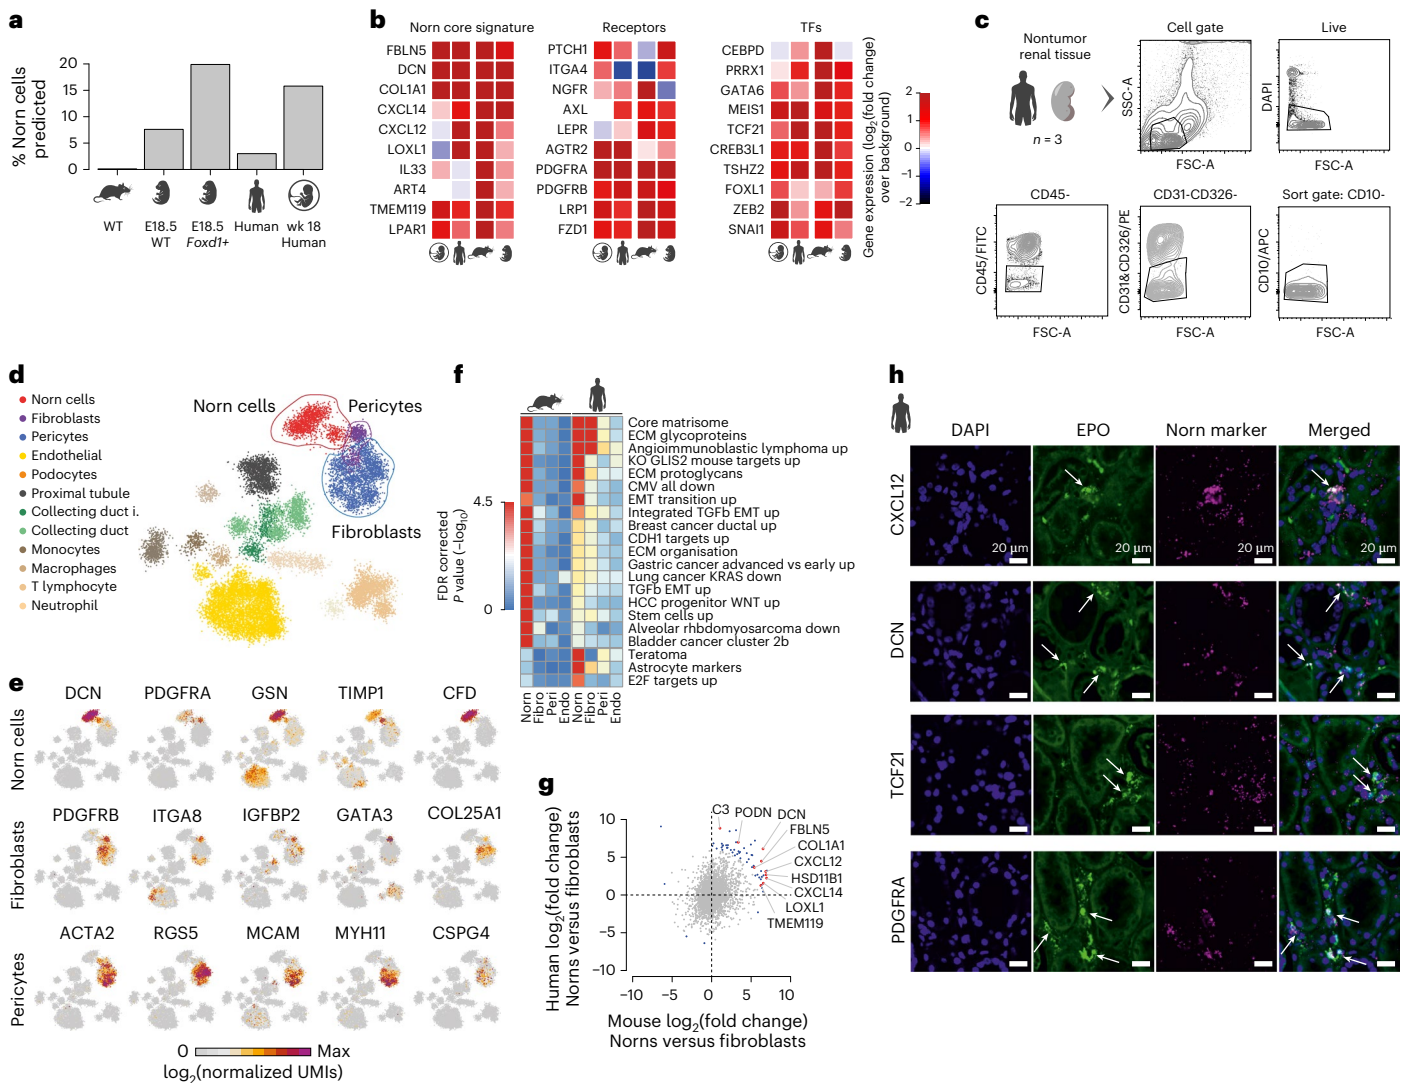 a
% Norn cells
predicted
20
15
10
5
0
WT
E18.5
WT
E18.5
Foxd1+
Human
wk 18
Human
b
Norn core signature
FBLN5
DCN
COL1A1
CXCL14
CXCL12
LOXL1
IL33
ART4
TMEM119
LPAR1
Receptors
PTCH1
ITGA4
NGFR
AXL
LEPR
AGTR2
PDGFRA
PDGFRB
LRP1
FZD1
TFs
CEBPD
PRRX1
GATA6
MEIS1
TCF21
CREB3L1
TSHZ2
FOXL1
ZEB2
SNAI1
Gene expression (log2(fold change)
over background)
2
1
0
−1
−2
c
Nontumor
renal tissue
n = 3
Cell gate
SSC-A
FSC-A
Live
DAPI
FSC-A
CD45-
CD45/FITC
FSC-A
CD31-CD326-
CD31&CD326/PE
FSC-A
Sort gate: CD10-
CD10/APC
FSC-A
d
Norn cells
Fibroblasts
Pericytes
Endothelial
Podocytes
Proximal tubule
Collecting duct i.
Collecting duct
Monocytes
Macrophages
T lymphocyte
Neutrophil
Norn cells
Pericytes
Fibroblasts
e
Norn cells
DCN
PDGFRA
GSN
TIMP1
CFD
Fibroblasts
PDGFRB
ITGA8
IGFBP2
GATA3
COL25A1
Pericytes
ACTA2
RGS5
MCAM
MYH11
CSPG4
0
Max
log2(normalized UMIs)
f
4.5
0
FDR corrected
P value (−log10)
Core matrisome
ECM glycoproteins
Angioimmunoblastic lymphoma up
KO GLIS2 mouse targets up
ECM protoglycans
CMV all down
EMT transition up
Integrated TGFb EMT up
Breast cancer ductal up
CDH1 targets up
ECM organisation
Gastric cancer advanced vs early up
Lung cancer KRAS down
TGFb EMT up
HCC progenitor WNT up
Stem cells up
Alveolar rhbdomyosarcoma down
Bladder cancer cluster 2b
Teratoma
Astrocyte markers
E2F targets up
Norn
Fibro
Peri
Endo
Norn
Fibro
Peri
Endo
g
Human log2(fold change)
Norns versus fibroblasts
10
5
0
−5
−10
C3
PODN
DCN
FBLN5
COL1A1
CXCL12
HSD11B1
CXCL14
LOXL1
TMEM119
−10
−5
0
5
10
Mouse log2(fold change)
Norns versus fibroblasts
h
DAPI
EPO
Norn marker
Merged
CXCL12
20 µm
20 µm
20 µm
20 µm
DCN
TCF21
PDGFRA